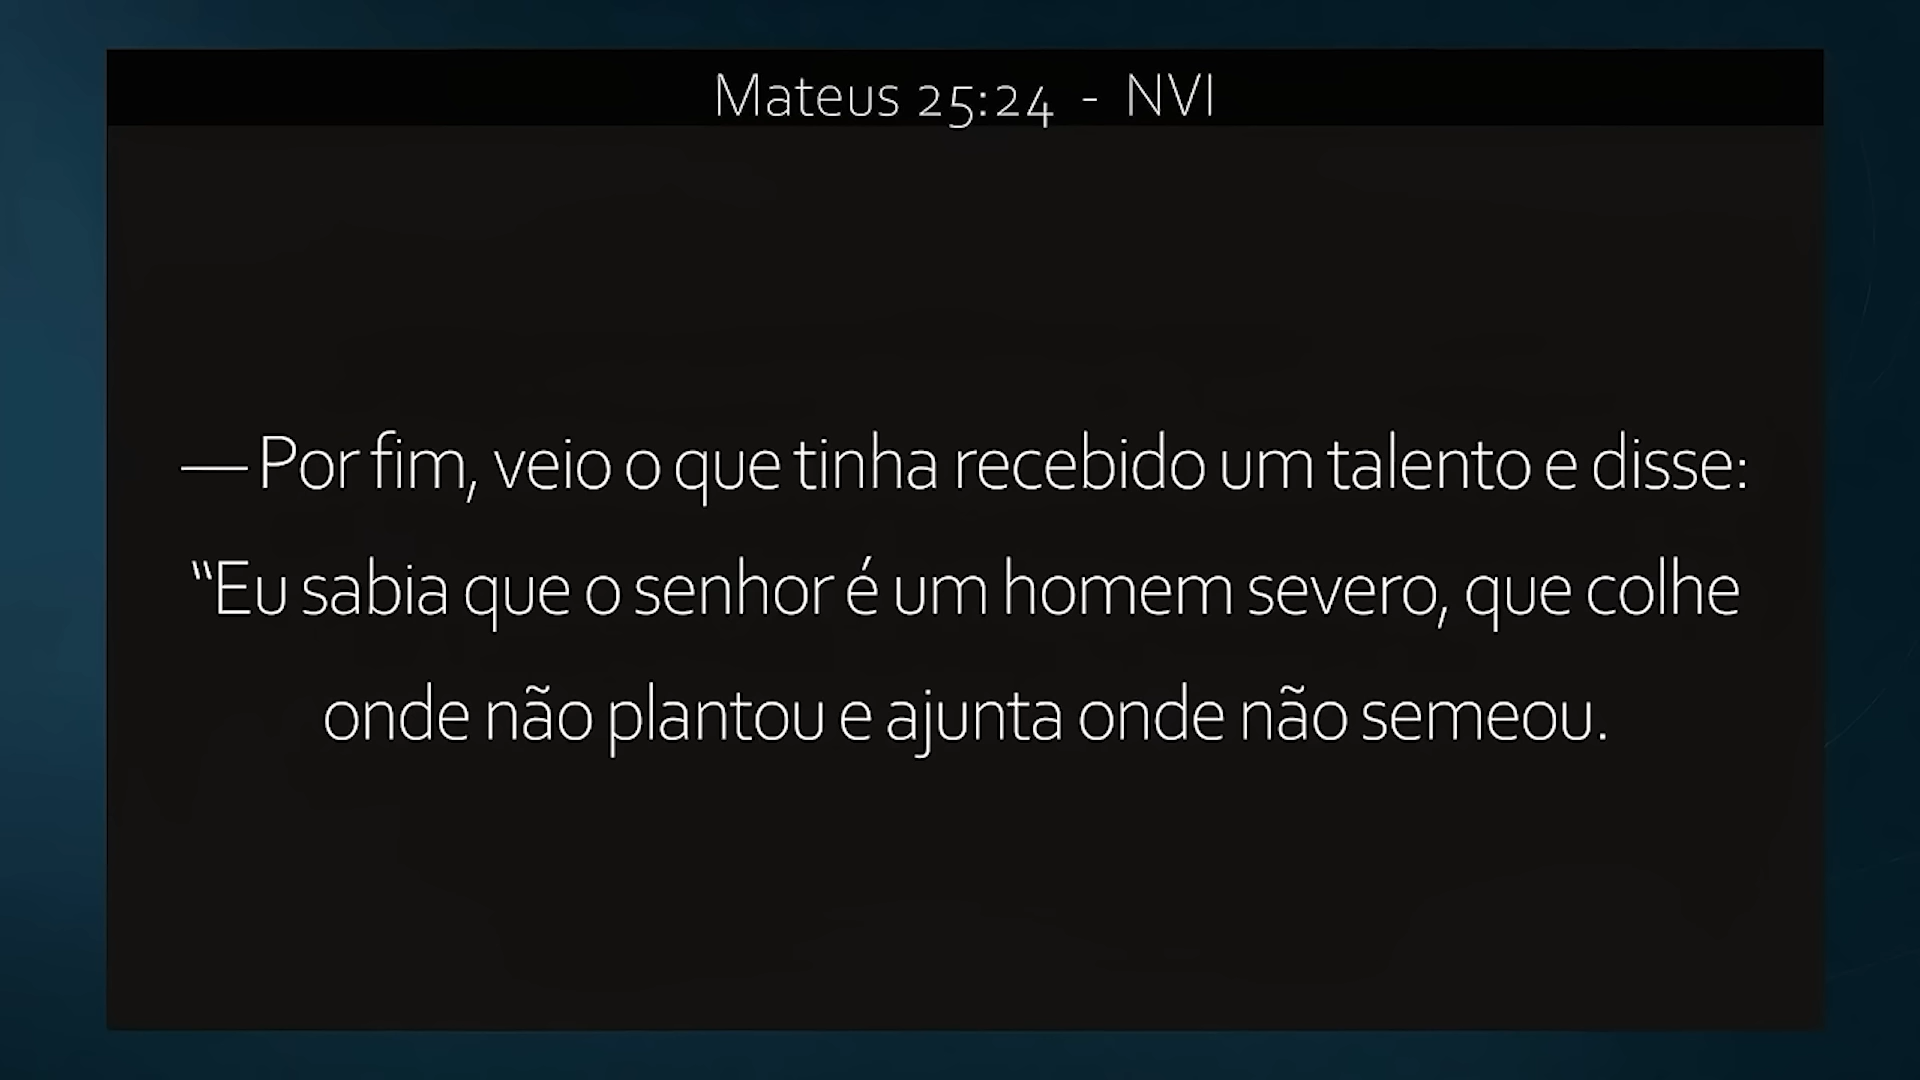 Mateus 25:24 - NVI
— Por fim, veio o que tinha recebido um talento e disse:
“Eu sabia que o senhor é um homem severo, que colhe
onde não plantou e ajunta onde não semeou.